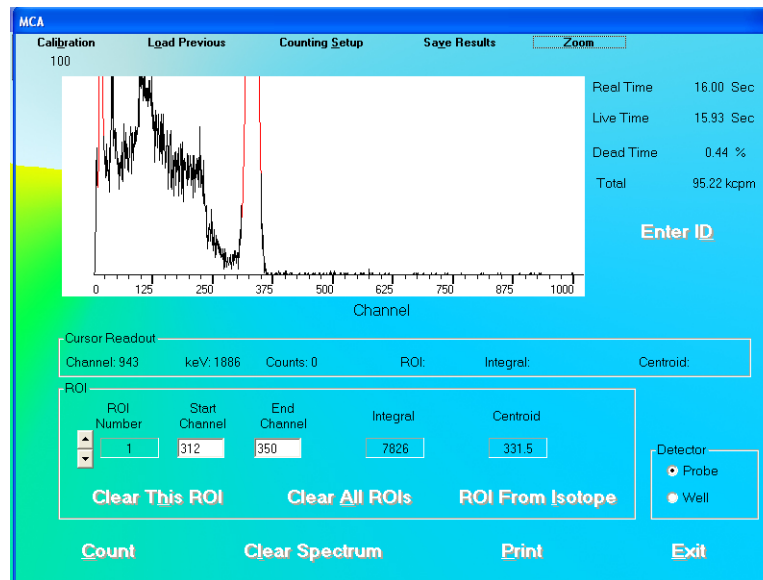 MCA
Calibration Load Previous Counting Setup Save Results Zoom
100
Real Time 16.00 Sec
Live Time 15.93 Sec
Dead Time 0.44 %
Total 95.22 kcpm
Enter ID
0 125 250 375 500 625 750 875 1000
Channel
Cursor Readout
Channel: 943 keV: 1886 Counts: 0 ROI: Integral: Centroid:
ROI
ROI Number Start Channel End Channel Integral Centroid
1 312 350 7826 331.5
Clear This ROI Clear All ROIs ROI From Isotope
Detector
Probe
Well
Count Clear Spectrum Print Exit